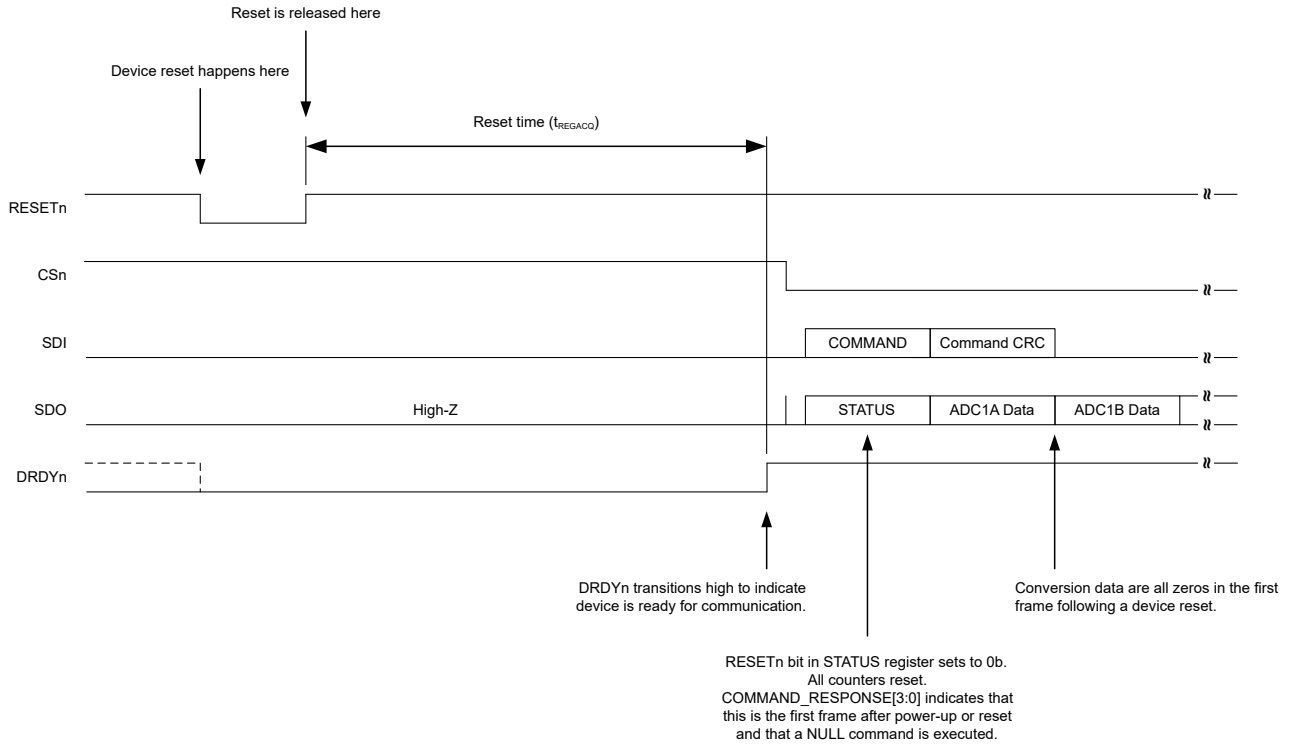 Reset is released here
Device reset happens here
Reset time (tREGACQ)
RESETn
CSn
SDI
COMMAND
Command CRC
SDO
High-Z
STATUS
ADC1A Data
ADC1B Data
DRDYn
DRDYn transitions high to indicate
device is ready for communication.
Conversion data are all zeros in the first
frame following a device reset.
RESETn bit in STATUS register sets to 0b.
All counters reset.
COMMAND_RESPONSE[3:0] indicates that
this is the first frame after power-up or reset
and that a NULL command is executed.